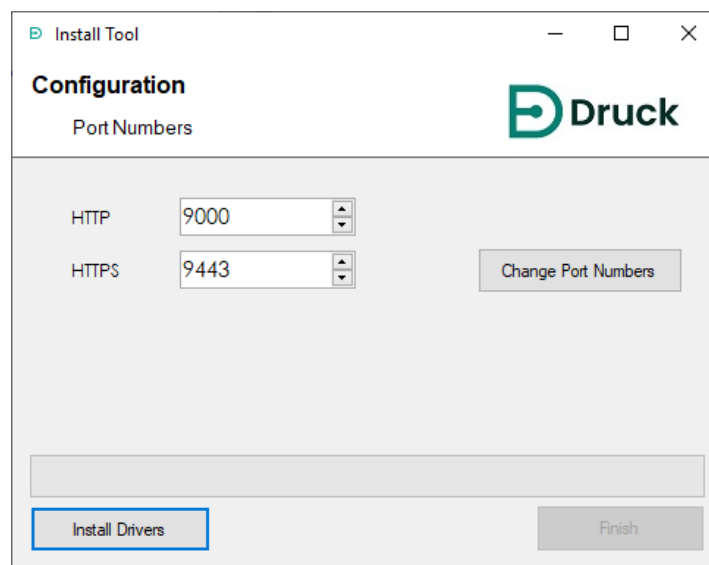 Install Tool
Configuration
Port Numbers
Druck
HTTP 9000
HTTPS 9443
Change Port Numbers
Install Drivers
Finish